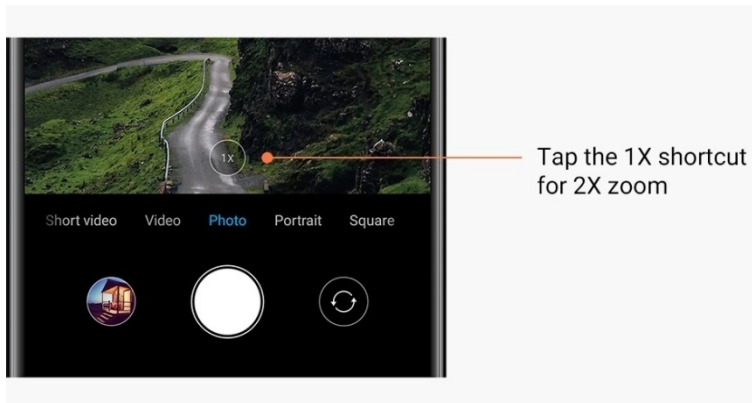 1X
Tap the 1X shortcut
for 2X zoom
Short video Video Photo Portrait Square